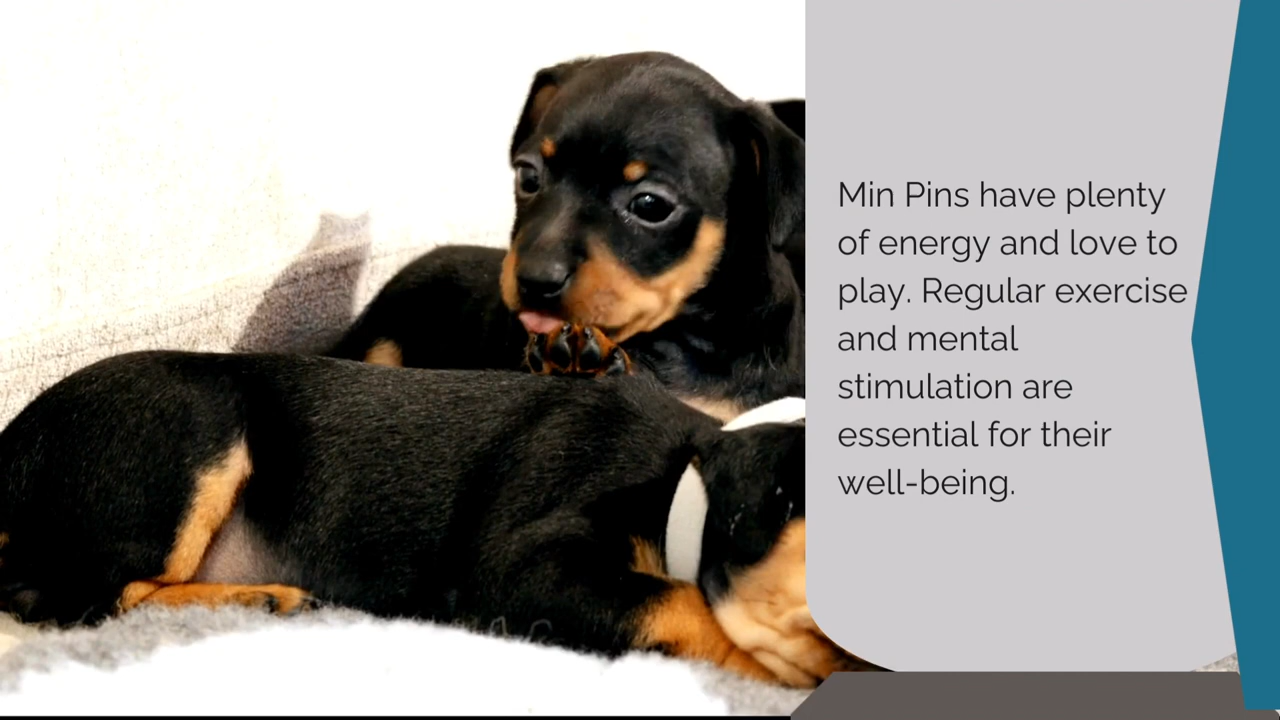 Min Pins have plenty
of energy and love to
play. Regular exercise
and mental
stimulation are
essential for their
well-being.